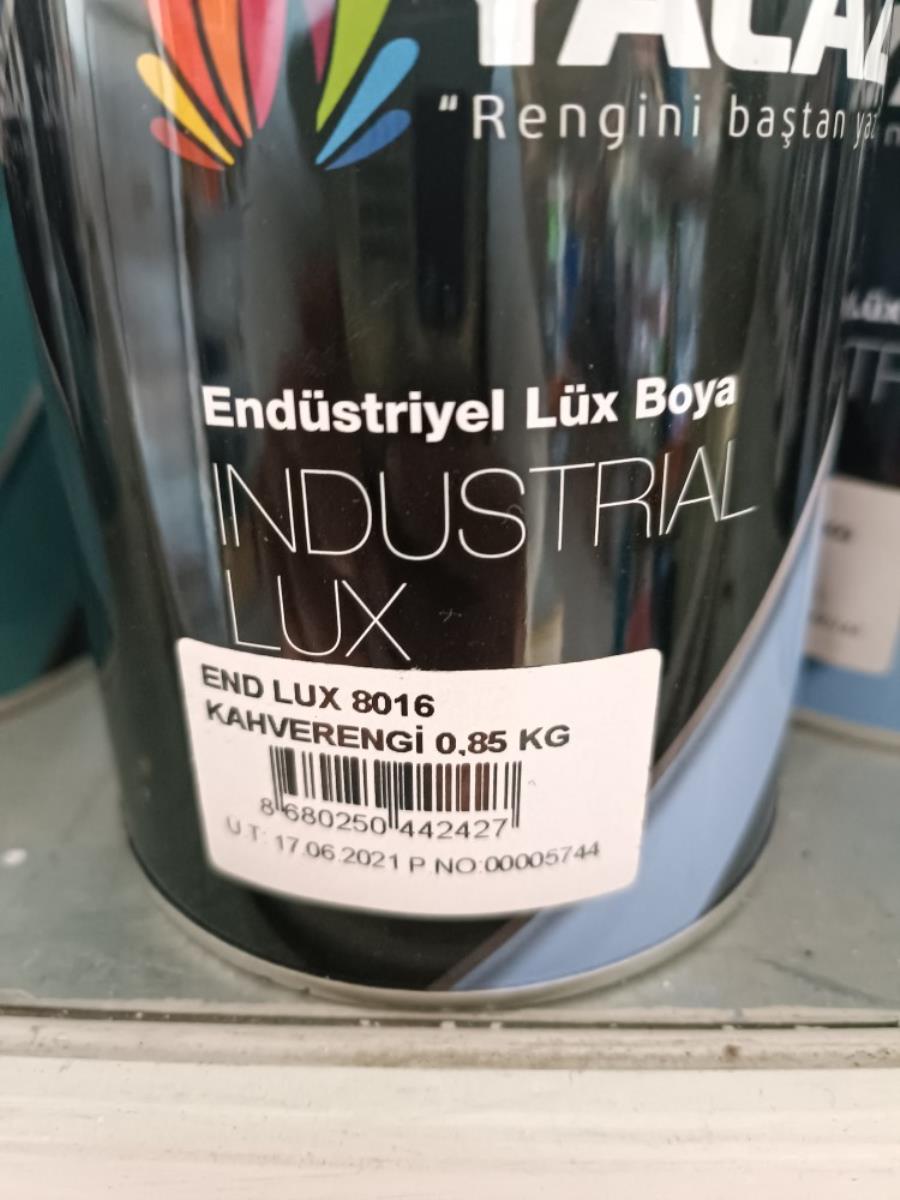 "Rengini baştan
Endüstriyel Lüx Boya
INDUSTRIAL
LUX
END LUX 8016
KAHVERENGİ 0,85 KG
8 680250 442427
Ü.T: 17.06.2021 P.NO:00005744